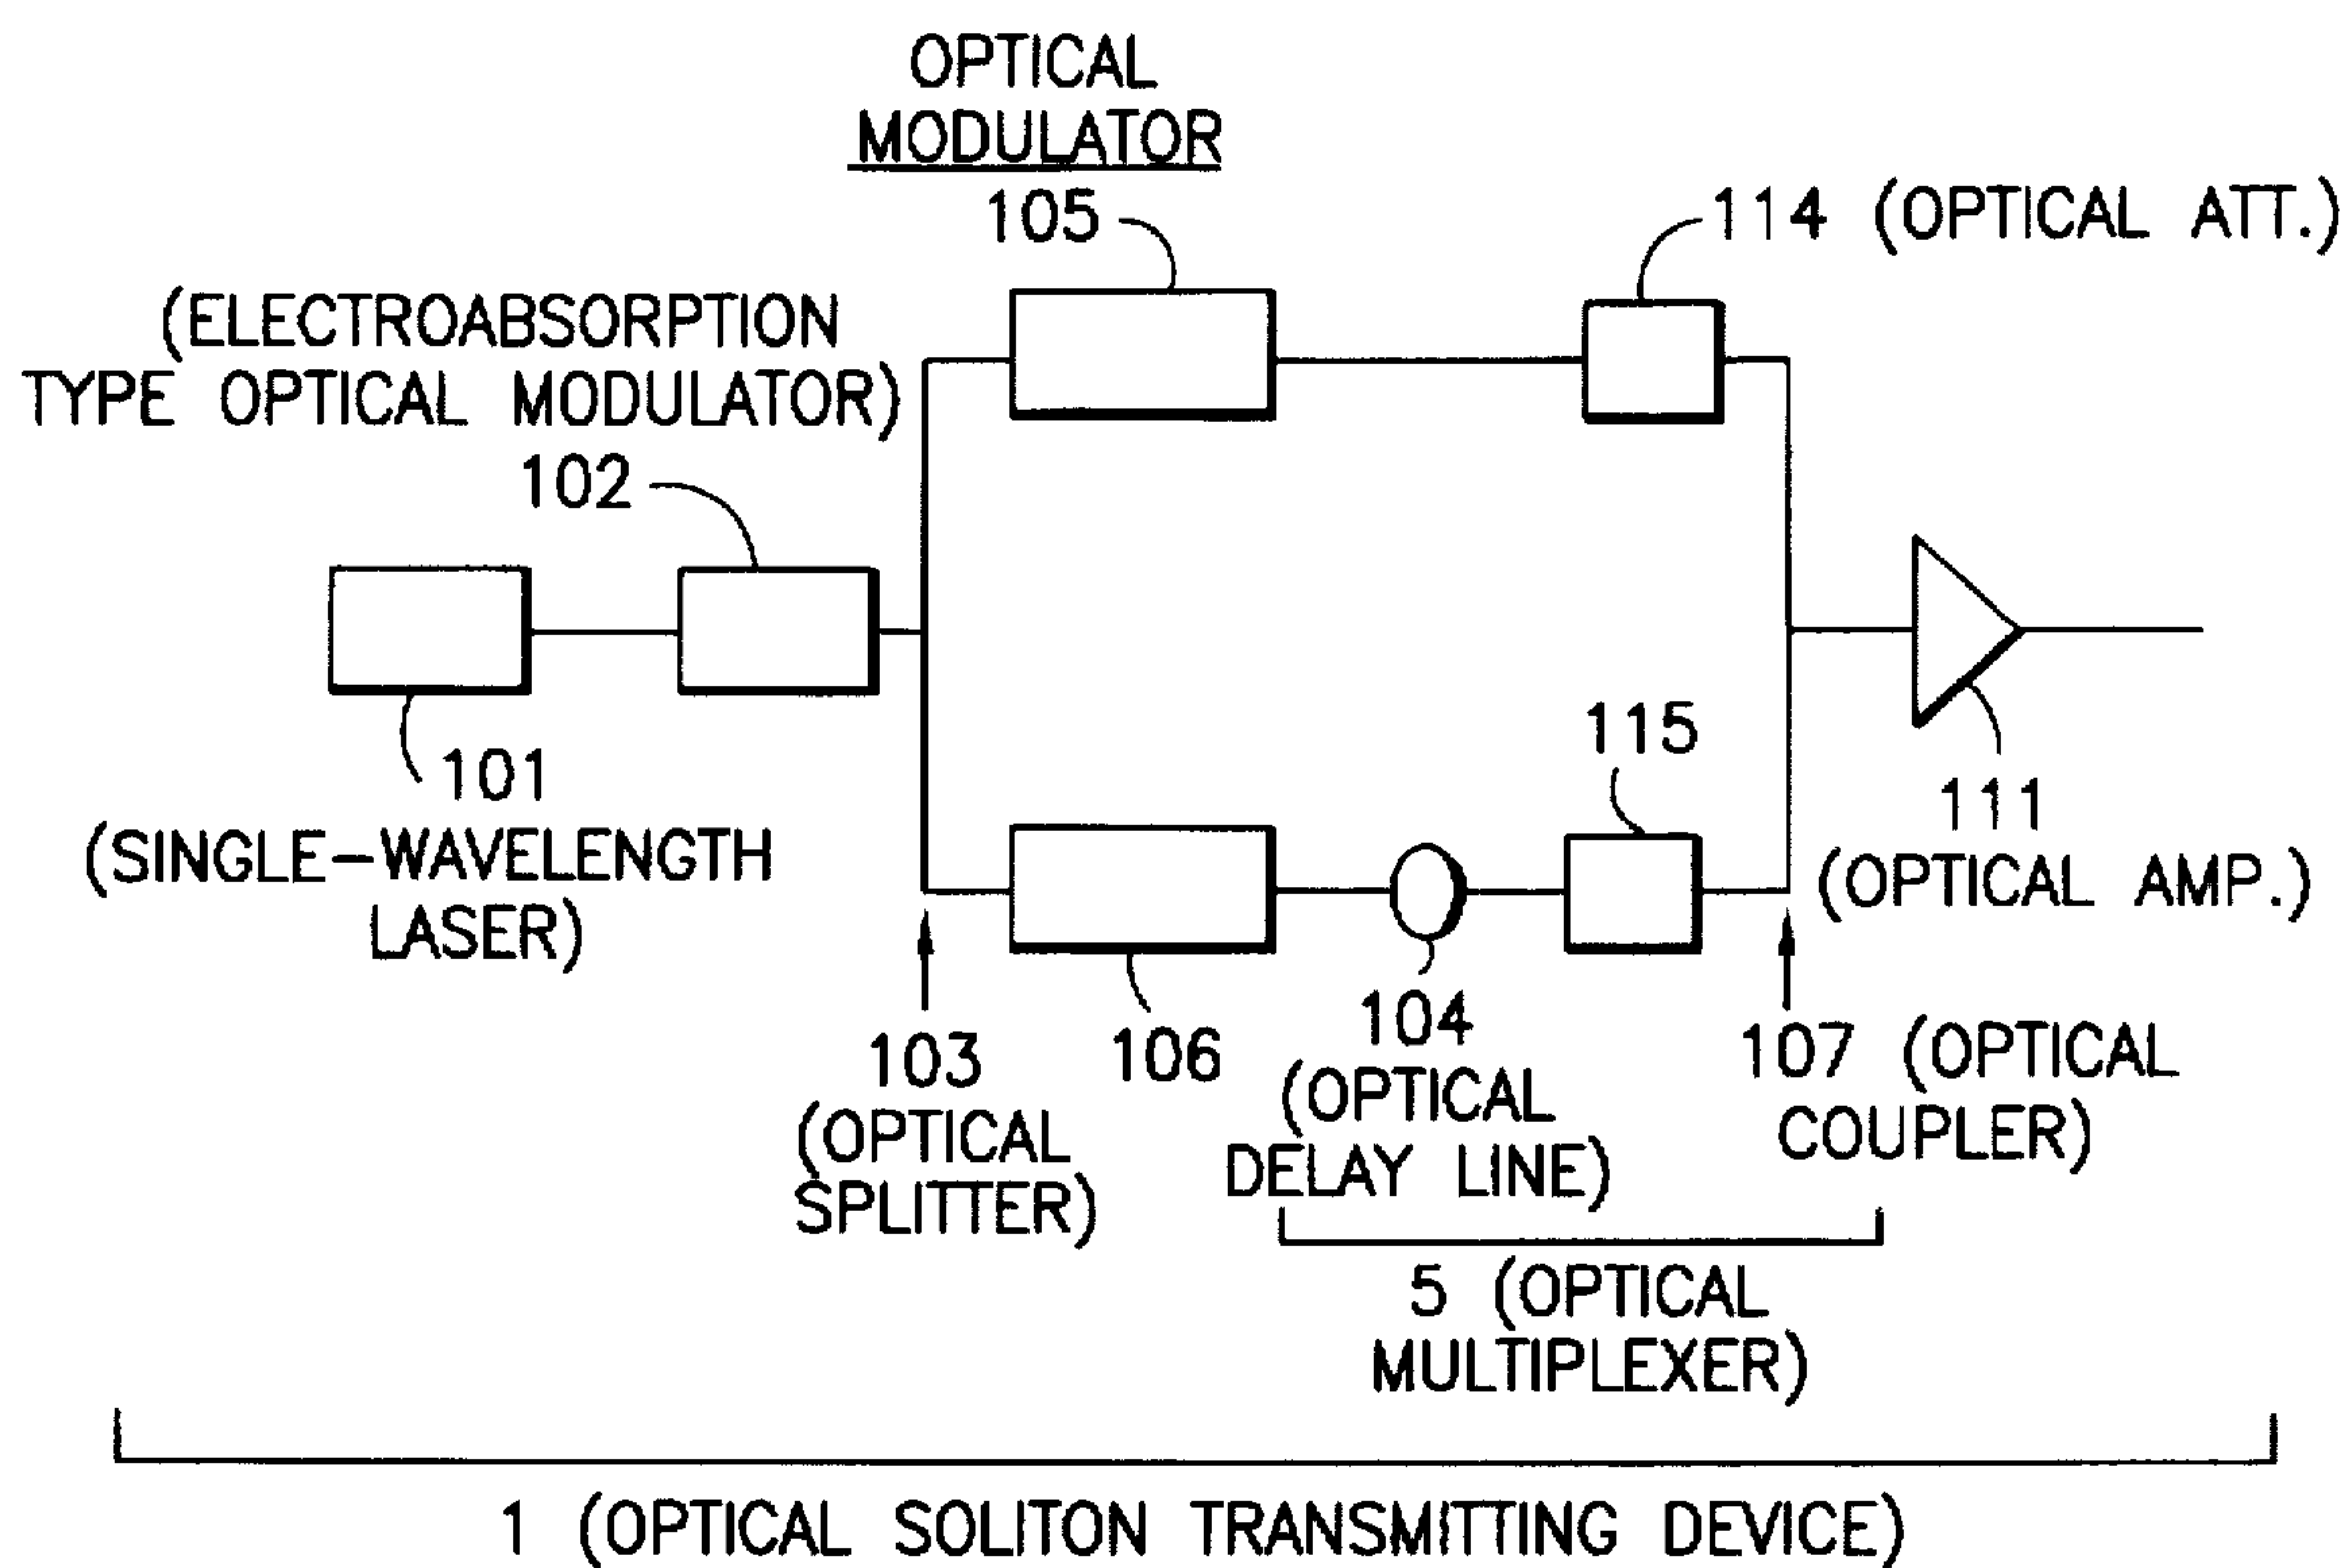 OPTICAL
MODULATOR
105
114 (OPTICAL ATT.)
(ELECTROABSORPTION
TYPE OPTICAL MODULATOR)
102
101
(SINGLE-WAVELENGTH
LASER)
115
111
(OPTICAL AMP.)
103
(OPTICAL
SPLITTER)
106
104
(OPTICAL
DELAY LINE)
107 (OPTICAL
COUPLER)
5 (OPTICAL
MULTIPLEXER)
1 (OPTICAL SOLITON TRANSMITTING DEVICE)